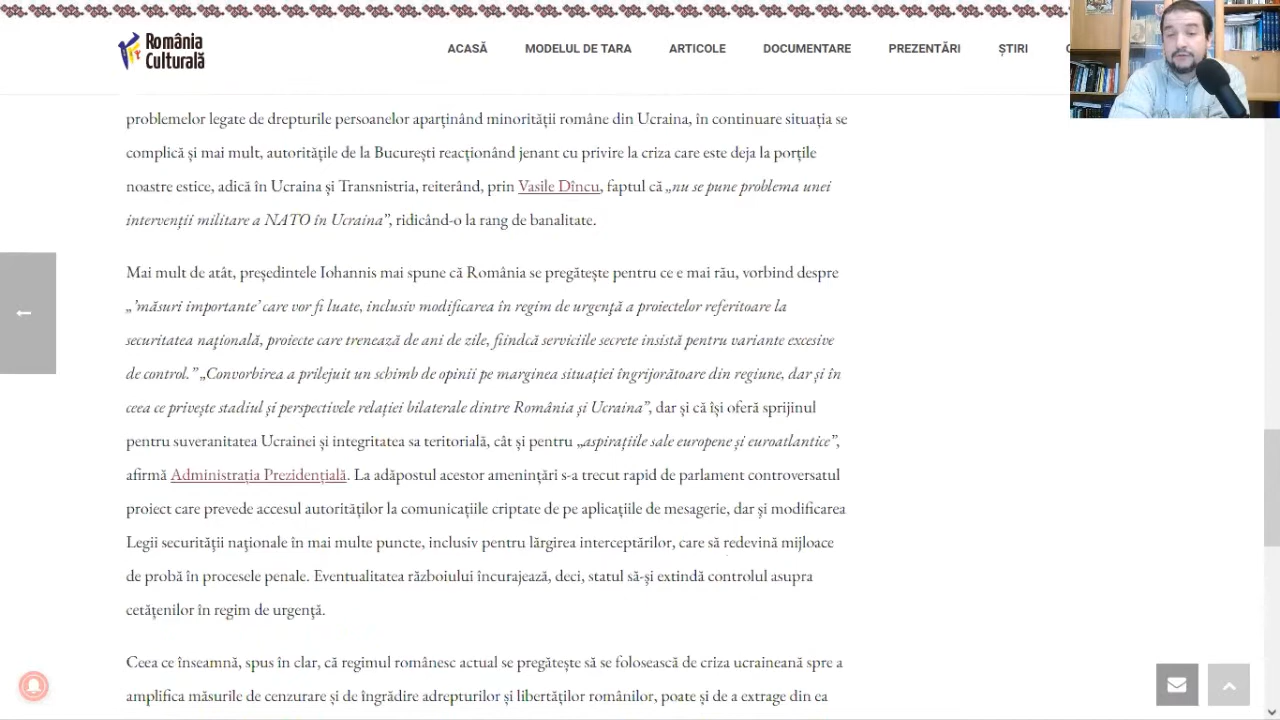 România
Culturală
ACASĂ MODELUL DE TARA ARTICOLE DOCUMENTARE PREZENTĂRI ȘTIRI
problemelor legate de drepturile persoanelor aparținând minorității române din Ucraina, în continuare situația se
complică și mai mult, autoritățile de la București reacționând jenant cu privire la criza care este deja la porțile
noastre estice, adică în Ucraina și Transnistria, reiterând, prin Vasile Dîncu, faptul că „nu se pune problema unei
intervenții militare a NATO în Ucraina”, ridicând-o la rang de banalitate.
Mai mult de atât, președintele Iohannis mai spune că România se pregătește pentru ce e mai rău, vorbind despre
„’măsuri importante’ care vor fi luate, inclusiv modificarea în regim de urgență a proiectelor referitoare la
securitatea naţională, proiecte care trenează de ani de zile, fiindcă serviciile secrete insistă pentru variante excesive
de control.” „Convorbirea a prilejuit un schimb de opinii pe marginea situației îngrijorătoare din regiune, dar și în
ceea ce privește stadiul și perspectivele relației bilaterale dintre România și Ucraina”, dar și că își oferă sprijinul
pentru suveranitatea Ucrainei și integritatea sa teritorială, cât și pentru „aspirațiile sale europene și euroatlantice”,
afirmă Administrația Prezidențială. La adăpostul acestor amenințări s-a trecut rapid de parlament controversatul
proiect care prevede accesul autorităților la comunicațiile criptate de pe aplicațiile de mesagerie, dar şi modificarea
Legii securităţii naţionale în mai multe puncte, inclusiv pentru lărgirea interceptărilor, care să redevină mijloace
de probă în procesele penale. Eventualitatea războiului încurajează, deci, statul să-şi extindă controlul asupra
cetăţenilor în regim de urgenţă.
Ceea ce înseamnă, spus în clar, că regimul românesc actual se pregătește să se folosească de criza ucraineană spre a
amplifica măsurile de cenzurare și de îngrădire adrepturilor și libertăților românilor, poate și de a extrage din ea